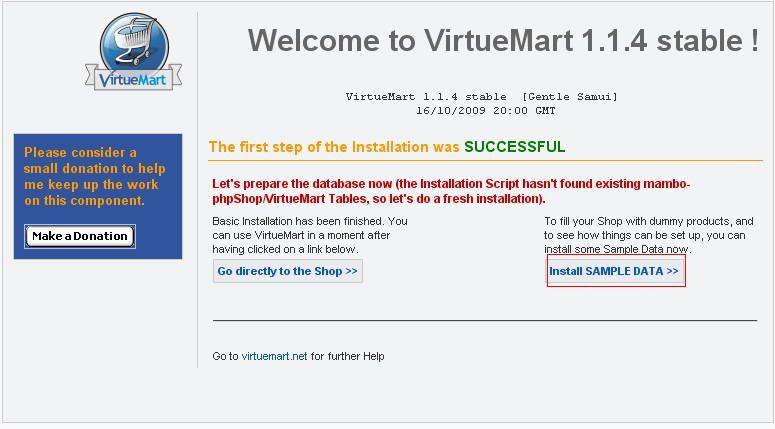 VirtueMart
Welcome to VirtueMart 1.1.4 stable !
VirtueMart 1.1.4 stable [Gentle Samui]
16/10/2009 20:00 GMT
Please consider a
small donation to help
me keep up the work
on this component.
Make a Donation
The first step of the Installation was SUCCESSFUL
Let's prepare the database now (the Installation Script hasn't found existing mambo-
phpShop/VirtueMart Tables, so let's do a fresh installation).
Basic Installation has been finished. You
can use VirtueMart in a moment after
having clicked on a link below.
Go directly to the Shop >>
To fill your Shop with dummy products, and
to see how things can be set up, you can
install some Sample Data now.
Install SAMPLE DATA >>
Go to virtuemart.net for further Help